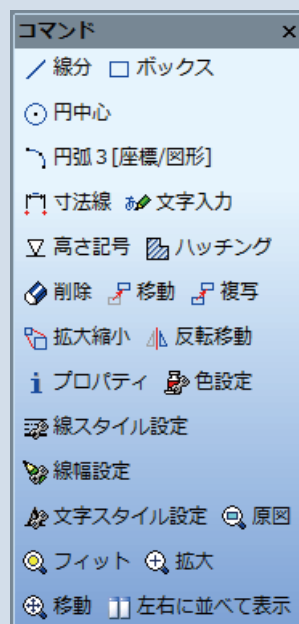 コマンド ×
線分 ボックス
円中心
円弧3[座標/図形]
寸法線 文字入力
高さ記号 ハッチング
削除 移動 複写
拡大縮小 反転移動
プロパティ 色設定
線スタイル設定
線幅設定
文字スタイル設定 原図
フィット 拡大
移動 左右に並べて表示